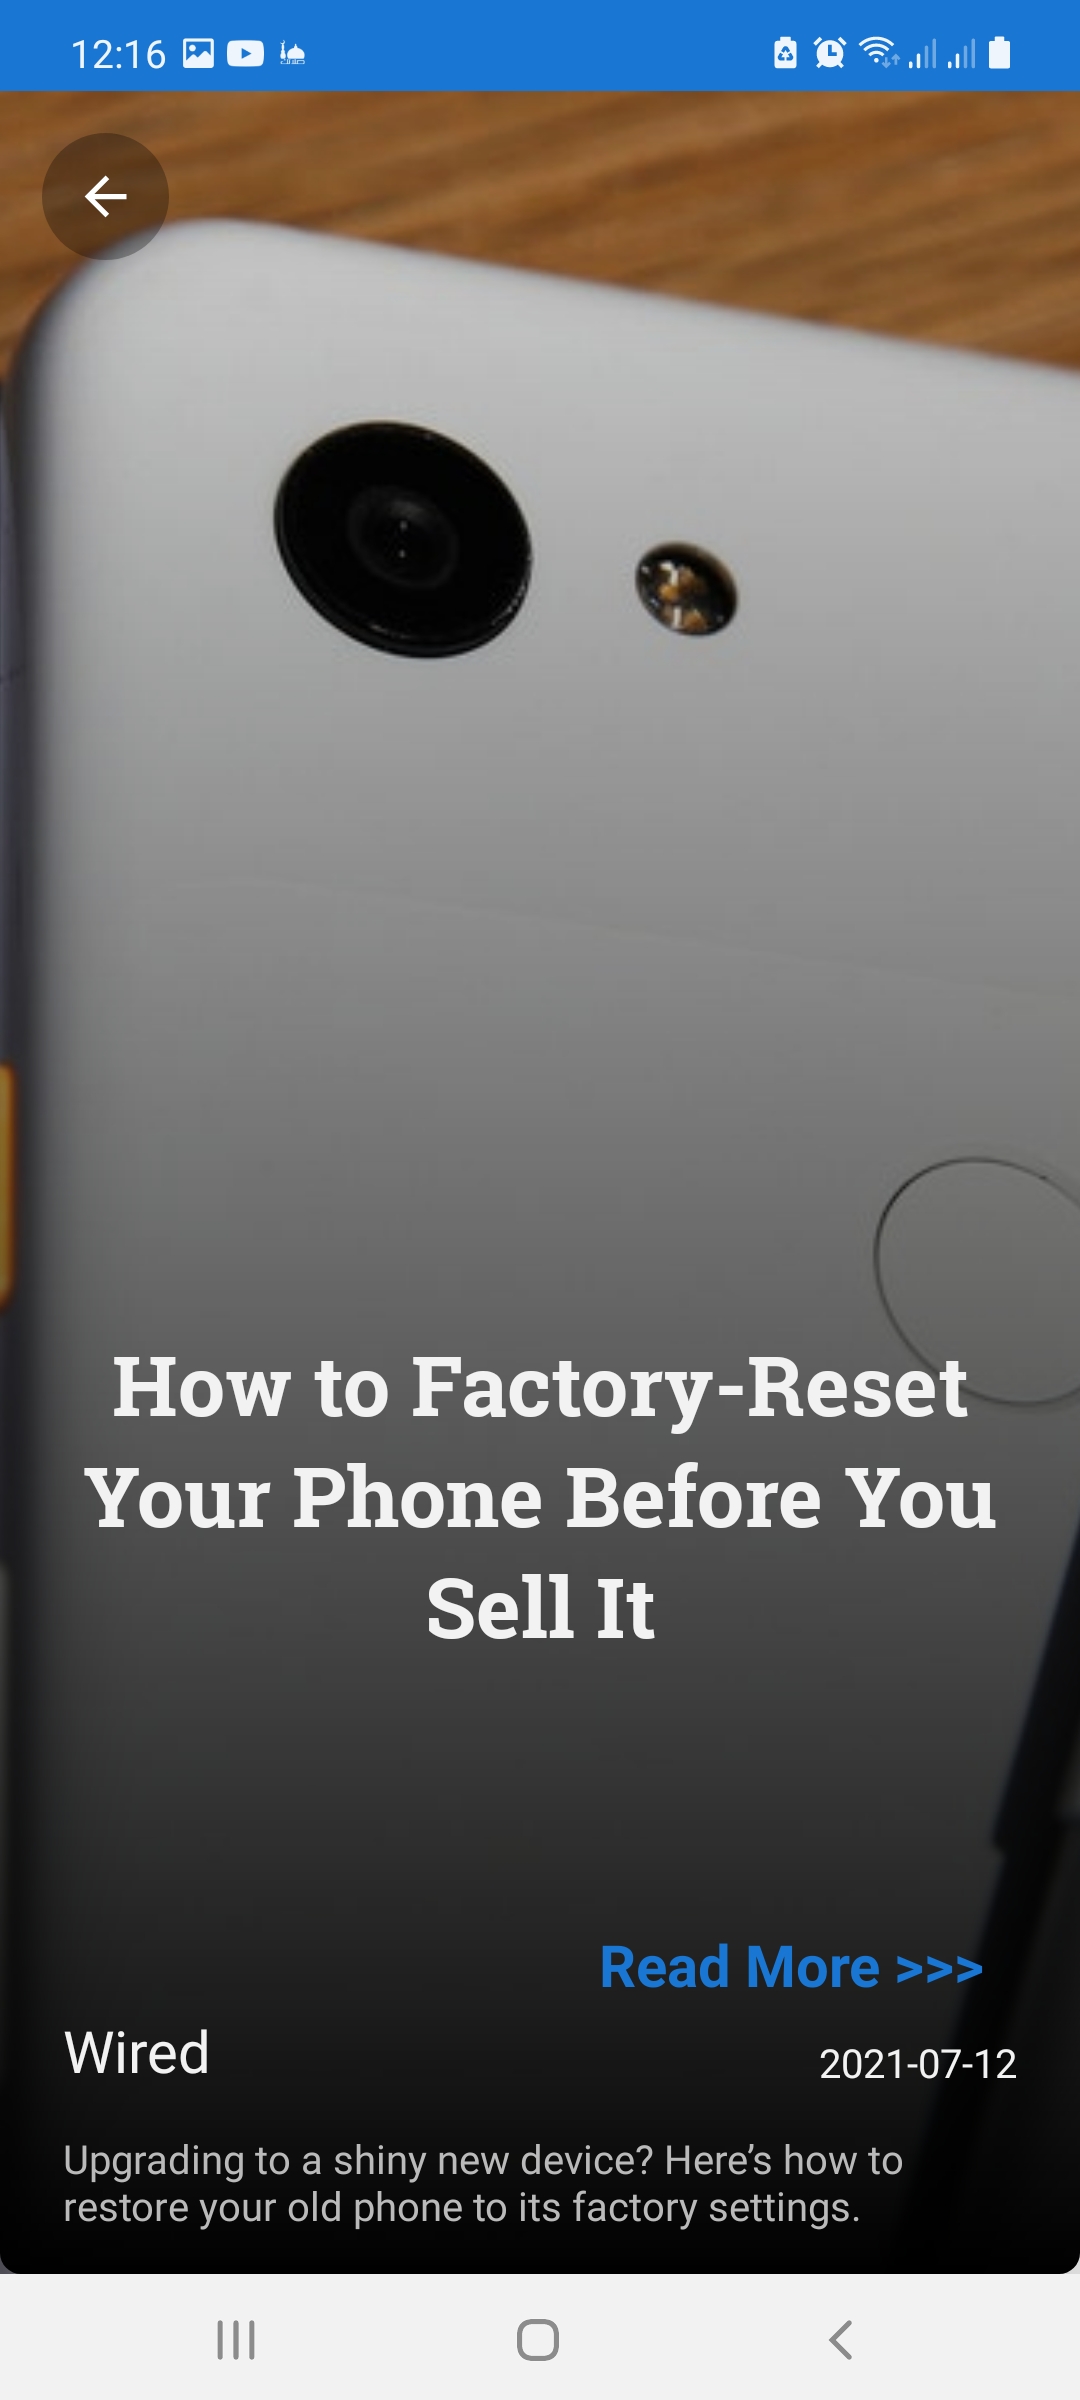 12:16
How to Factory-Reset
Your Phone Before You
Sell It
Read More >>>
Wired
2021-07-12
Upgrading to a shiny new device? Here’s how to
restore your old phone to its factory settings.